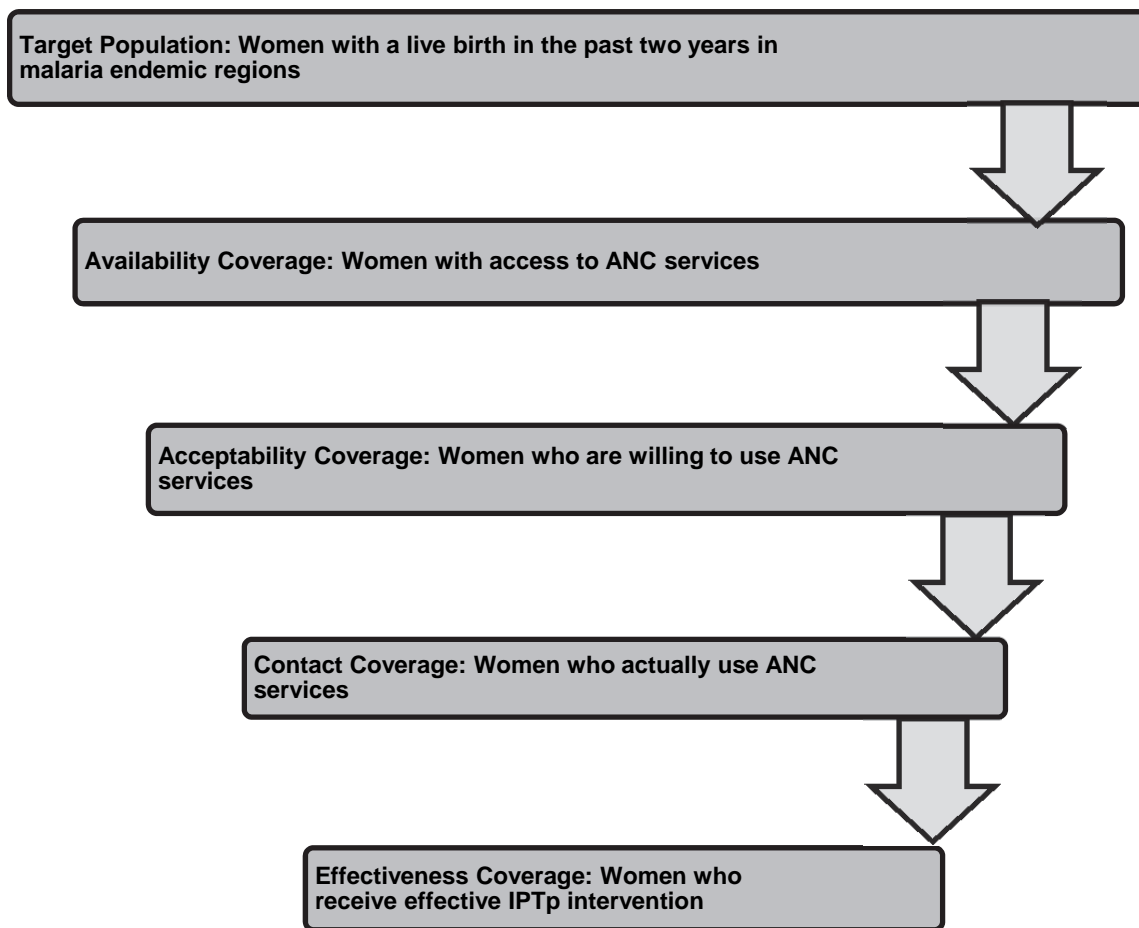 Target Population: Women with a live birth in the past two years in
malaria endemic regions
Availability Coverage: Women with access to ANC services
Acceptability Coverage: Women who are willing to use ANC
services
Contact Coverage: Women who actually use ANC
services
Effectiveness Coverage: Women who
receive effective IPTp intervention